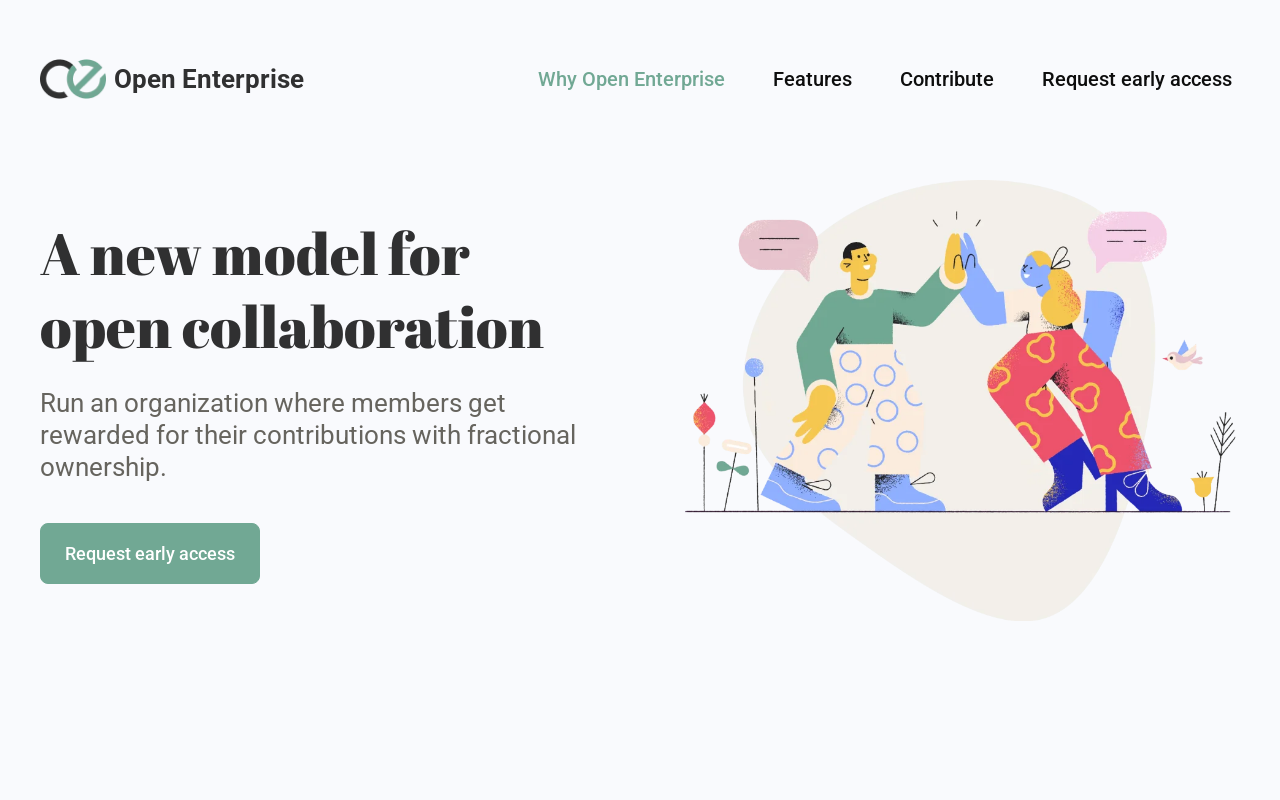 Open Enterprise
Why Open Enterprise
Features
Contribute
Request early access
A new model for
open collaboration
Run an organization where members get
rewarded for their contributions with fractional
ownership.
Request early access